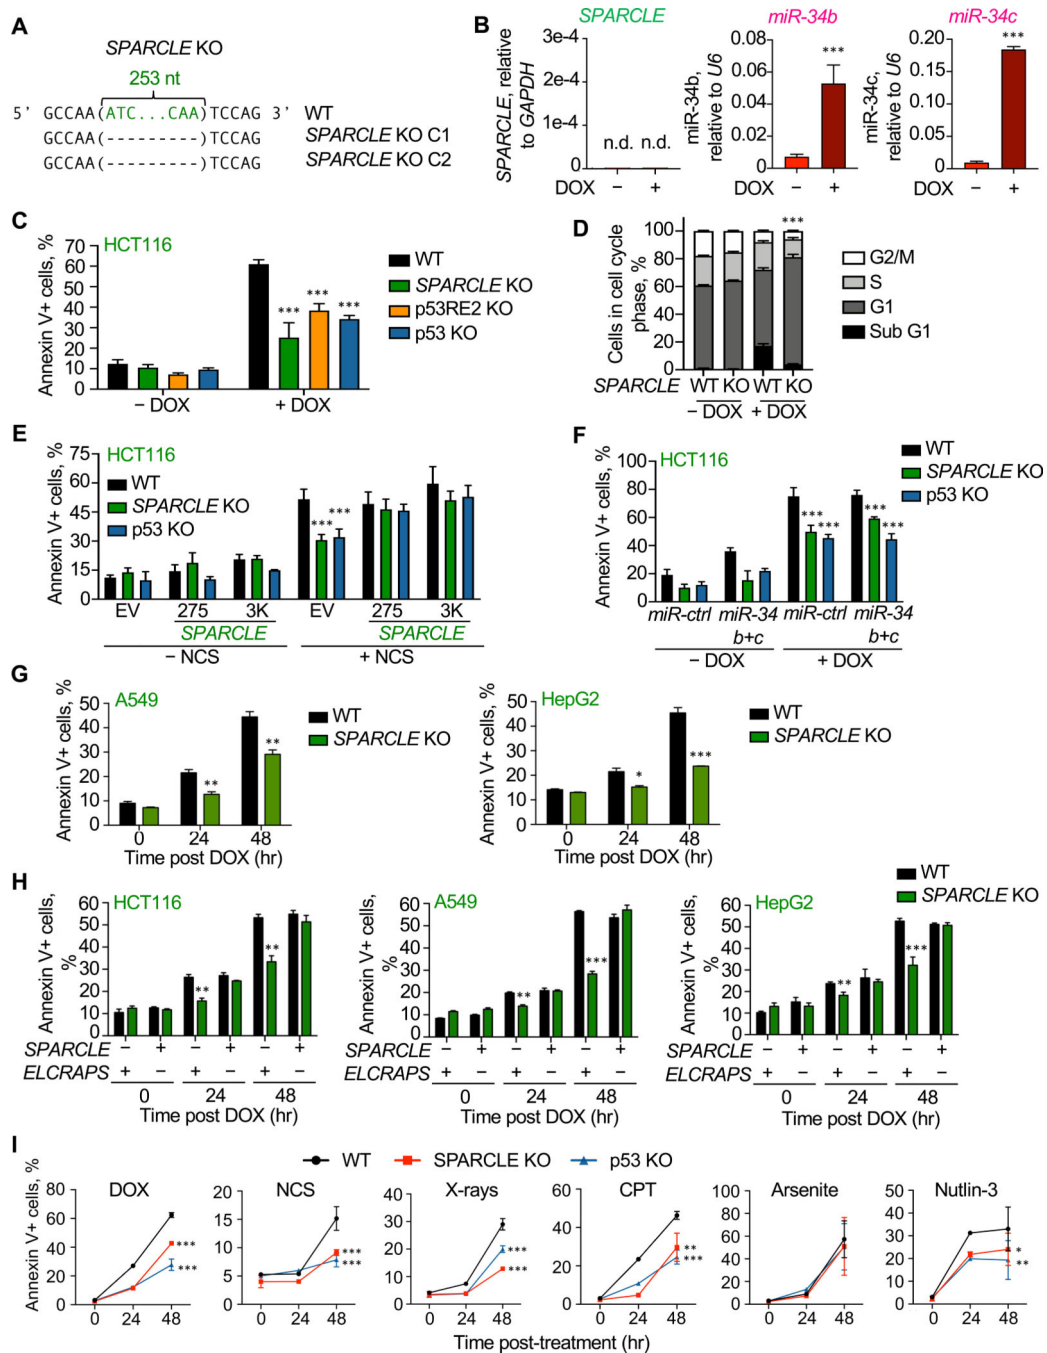 A
SPARCLE KO
253 nt
5' GCCAA(ATC...CAA)TCCAG 3' WT
GCCAA(---------)TCCAG SPARCLE KO C1
GCCAA(---------)TCCAG SPARCLE KO C2
B
SPARCLE
SPARCLE, relative
to GAPDH
3e-4
2e-4
1e-4
0
n.d. n.d.
DOX − +
miR-34b
miR-34b,
relative to U6
0.08
0.06
0.04
0.02
0
***
DOX − +
miR-34c
miR-34c,
relative to U6
0.20
0.10
0
***
DOX − +
C
HCT116
Annexin V+ cells, %
70
60
50
40
30
20
10
0
*** *** ***
− DOX + DOX
WT
SPARCLE KO
p53RE2 KO
p53 KO
D
Cells in cell cycle
phase, %
100
80
60
40
20
0
***
SPARCLE WT KO WT KO
− DOX + DOX
G2/M
S
G1
Sub G1
E
HCT116
Annexin V+ cells, %
75
60
45
30
15
0
WT
SPARCLE KO
p53 KO
*** ***
EV 275 3K EV 275 3K
SPARCLE SPARCLE
− NCS + NCS
F
HCT116
Annexin V+ cells, %
100
80
60
40
20
0
WT
SPARCLE KO
p53 KO
*** *** *** ***
miR-ctrl miR-34 miR-ctrl miR-34
b+c b+c
− DOX + DOX
G
A549
Annexin V+ cells, %
50
40
30
20
10
0
** **
0 24 48
Time post DOX (hr)
WT
SPARCLE KO
HepG2
Annexin V+ cells, %
50
40
30
20
10
0
* ***
0 24 48
Time post DOX (hr)
WT
SPARCLE KO
H
WT
SPARCLE KO
HCT116
Annexin V+ cells,
%
60
50
40
30
20
10
0
** **
SPARCLE − + − + − +
ELCRAPS + − + − + −
0 24 48
Time post DOX (hr)
A549
Annexin V+ cells,
%
60
50
40
30
20
10
0
** ***
SPARCLE − + − + − +
ELCRAPS + − + − + −
0 24 48
Time post DOX (hr)
HepG2
Annexin V+ cells,
%
60
50
40
30
20
10
0
** ***
SPARCLE − + − + − +
ELCRAPS + − + − + −
0 24 48
Time post DOX (hr)
I
WT SPARCLE KO p53 KO
Annexin V+ cells, %
DOX
80
60
40
20
0
***
***
0 24 48
NCS
20
15
10
5
0
***
***
0 24 48
X-rays
40
30
20
10
0
***
***
0 24 48
CPT
60
40
20
0
**
***
0 24 48
Arsenite
100
80
60
40
20
0
0 24 48
Nutlin-3
50
40
30
20
10
0
*
**
0 24 48
Time post-treatment (hr)